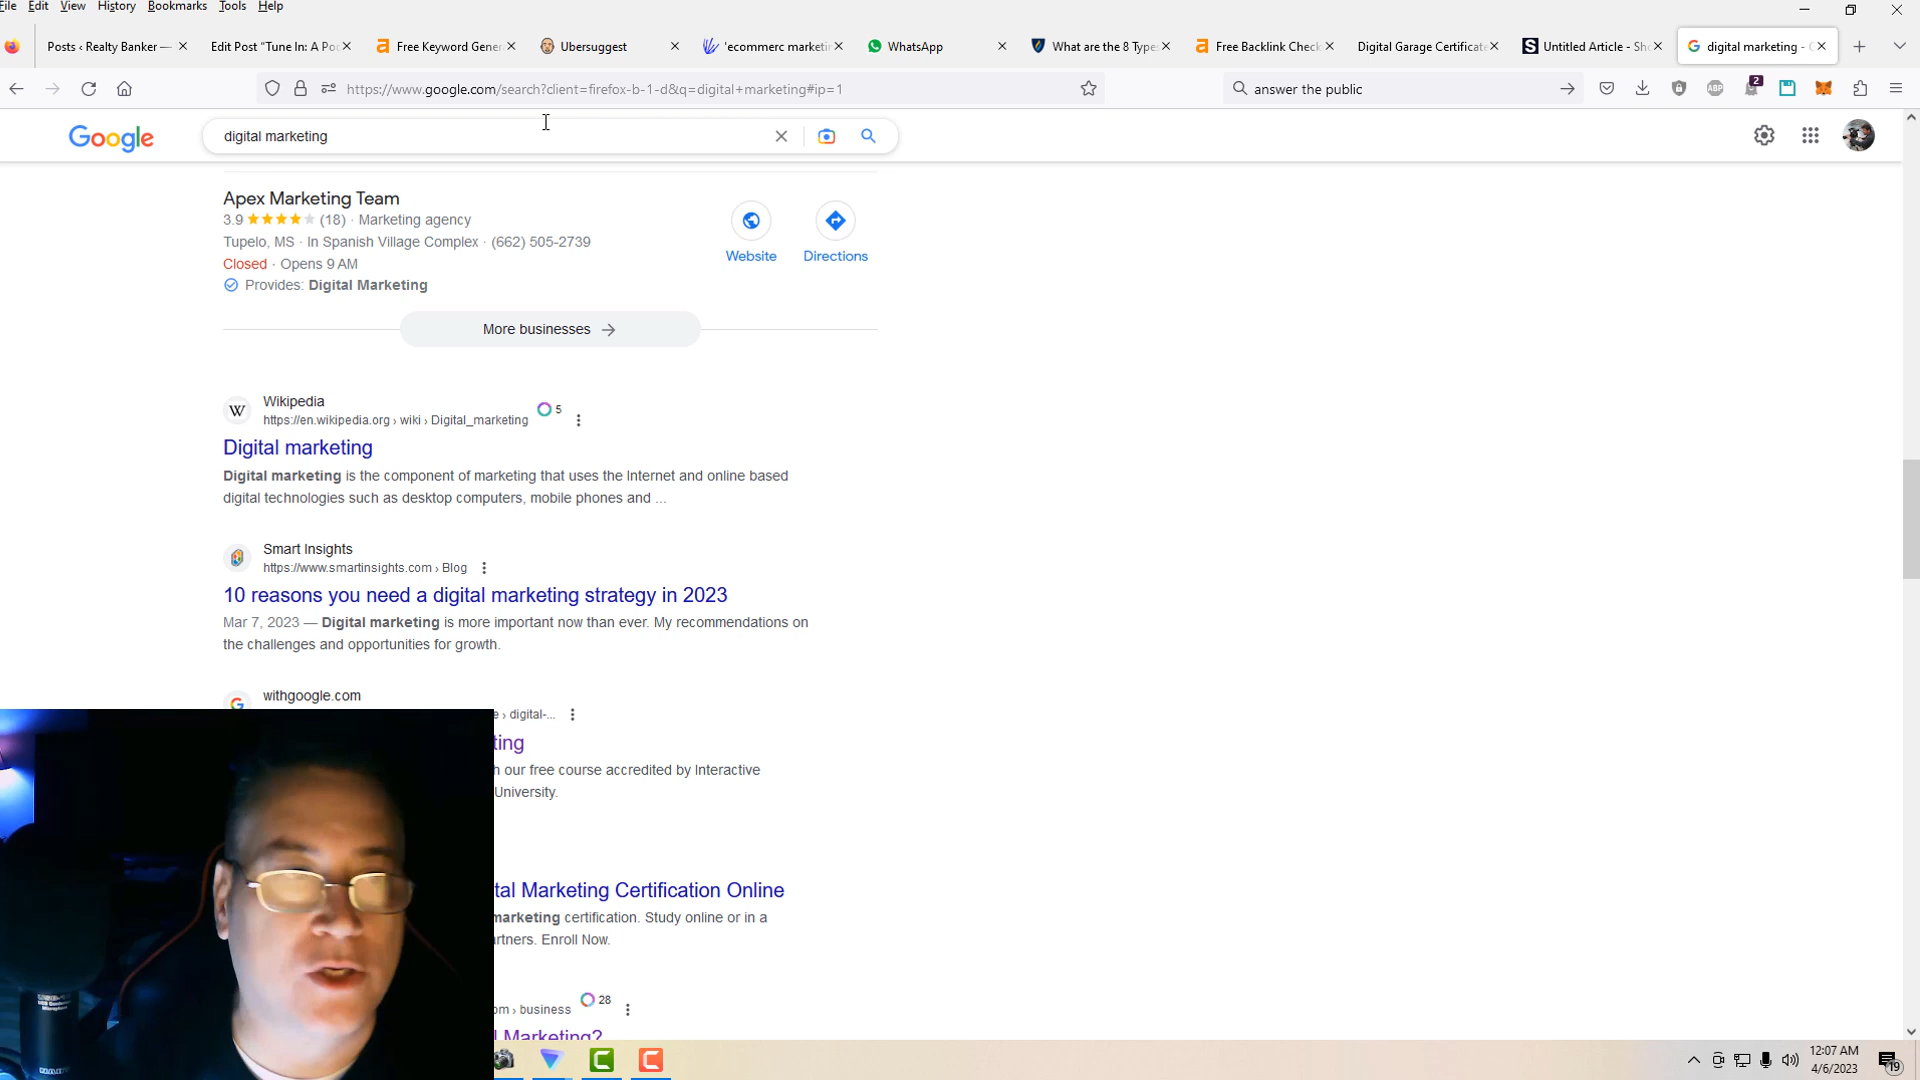 File Edit View History Bookmarks Tools Help
Posts ‹ Realty Banker —
Edit Post “Tune In: A Po
Free Keyword Gener
Ubersuggest
'ecommerc marketin
WhatsApp
What are the 8 Types
Free Backlink Check
Digital Garage Certificate
Untitled Article - Sho
digital marketing -
https://www.google.com/search?client=firefox-b-1-d&q=digital+marketing#ip=1
answer the public
ABP
2
Google
digital marketing
Apex Marketing Team
3.9 (18) · Marketing agency
Tupelo, MS · In Spanish Village Complex · (662) 505-2739
Closed · Opens 9 AM
Provides: Digital Marketing
Website
Directions
More businesses
W
Wikipedia
https://en.wikipedia.org › wiki › Digital_marketing
5
Digital marketing
Digital marketing is the component of marketing that uses the Internet and online based
digital technologies such as desktop computers, mobile phones and ...
Smart Insights
https://www.smartinsights.com › Blog
10 reasons you need a digital marketing strategy in 2023
Mar 7, 2023 — Digital marketing is more important now than ever. My recommendations on
the challenges and opportunities for growth.
withgoogle.com
e › digital-...
ting
h our free course accredited by Interactive
University.
tal Marketing Certification Online
marketing certification. Study online or in a
rtners. Enroll Now.
om › business
28
l Marketing?
12:07 AM
4/6/2023
19